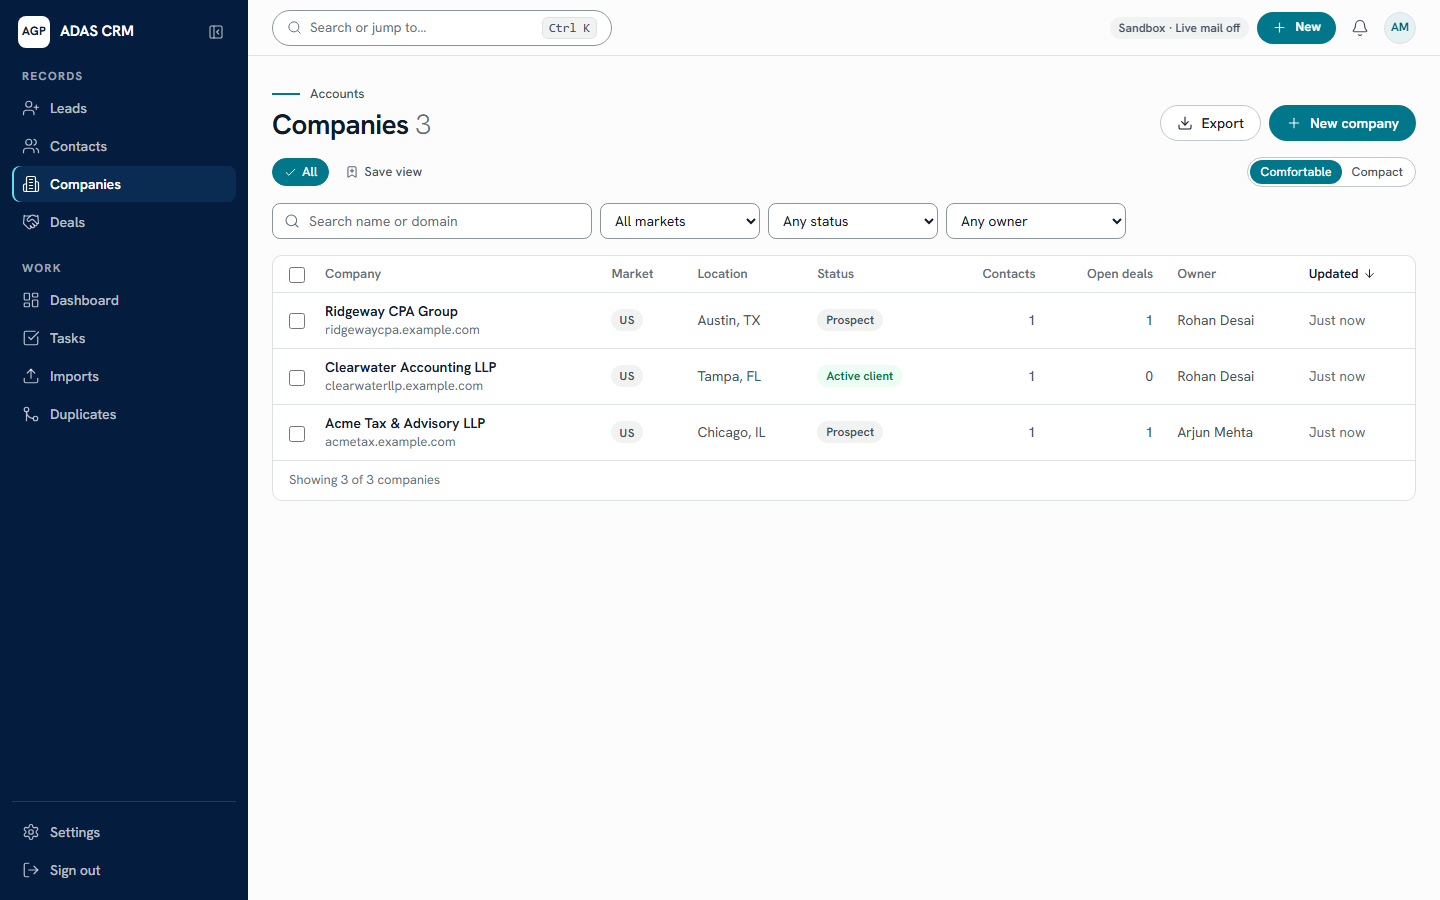 AGP ADAS CRM
RECORDS
Leads
Contacts
Companies
Deals
WORK
Dashboard
Tasks
Imports
Duplicates
Settings
Sign out
Search or jump to... Ctrl K
Sandbox · Live mail off
New
AM
Accounts
Companies 3
Export
New company
All
Save view
Comfortable
Compact
Search name or domain
All markets
Any status
Any owner
Company Market Location Status Contacts Open deals Owner Updated
Ridgeway CPA Group US Austin, TX Prospect 1 1 Rohan Desai Just now
ridgewaycpa.example.com
Clearwater Accounting LLP US Tampa, FL Active client 1 0 Rohan Desai Just now
clearwaterllp.example.com
Acme Tax & Advisory LLP US Chicago, IL Prospect 1 1 Arjun Mehta Just now
acmetax.example.com
Showing 3 of 3 companies